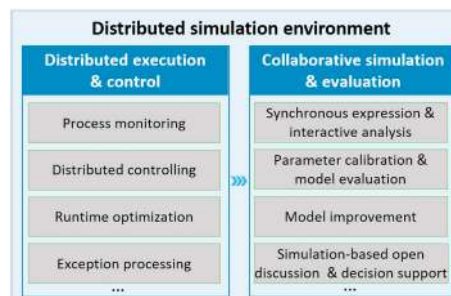 Distributed simulation environment
Distributed execution
& control
Process monitoring
Distributed controlling
Runtime optimization
Exception processing
...
Collaborative simulation
& evaluation
Synchronous expression &
interactive analysis
Parameter calibration &
model evaluation
Model improvement
Simulation-based open
discussion & decision support
...